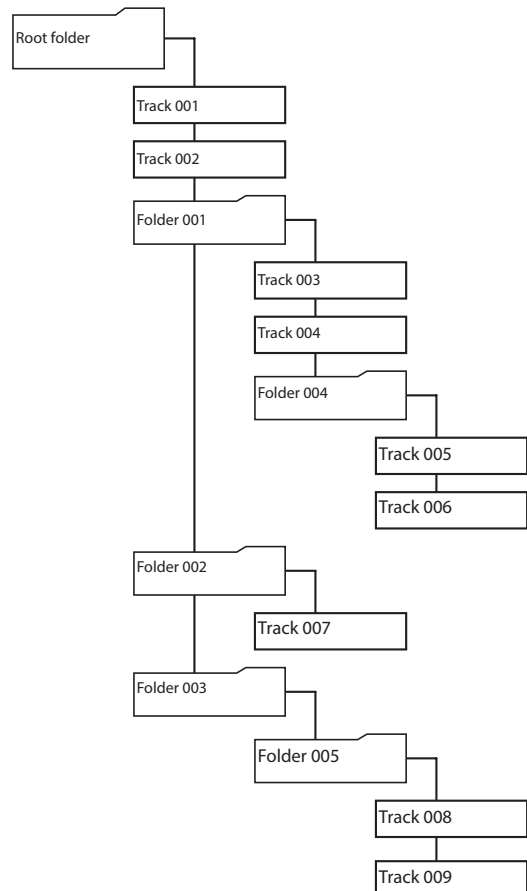 Root folder
Track 001
Track 002
Folder 001
Track 003
Track 004
Folder 004
Track 005
Track 006
Folder 002
Track 007
Folder 003
Folder 005
Track 008
Track 009